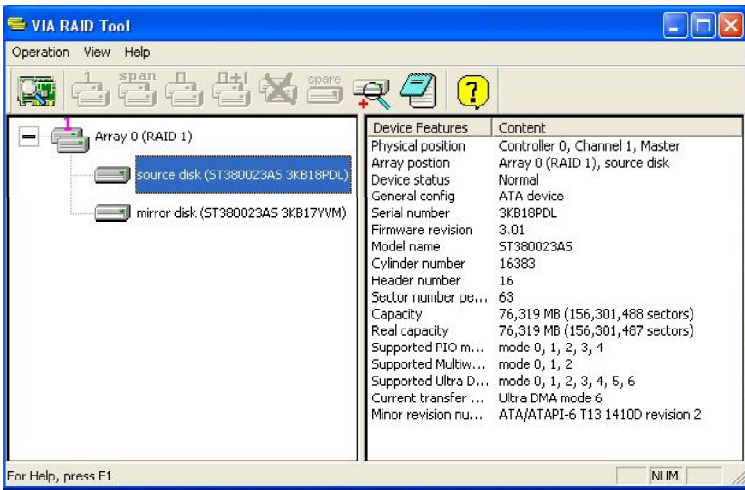 VIA RAID Tool
Operation View Help
1 span spare
?
1
Array 0 (RAID 1)
source disk (ST380023AS 3KB18PDL)
mirror disk (ST380023AS 3KB17YVM)
Device Features Content
Physical position Controller 0, Channel 1, Master
Array postion Array 0 (RAID 1), source disk
Device status Normal
General config ATA device
Serial number 3KB18PDL
Firmware revision 3.01
Model name ST380023AS
Cylinder number 16383
Header number 16
Sector number pe... 63
Capacity 76,319 MB (156,301,488 sectors)
Real capacity 76,319 MB (156,301,487 sectors)
Supported PIO m... mode 0, 1, 2, 3, 4
Supported Multiw... mode 0, 1, 2
Supported Ultra D... mode 0, 1, 2, 3, 4, 5, 6
Current transfer ... Ultra DMA mode 6
Minor revision nu... ATA/ATAPI-6 T13 1410D revision 2
For Help, press F1 NUM